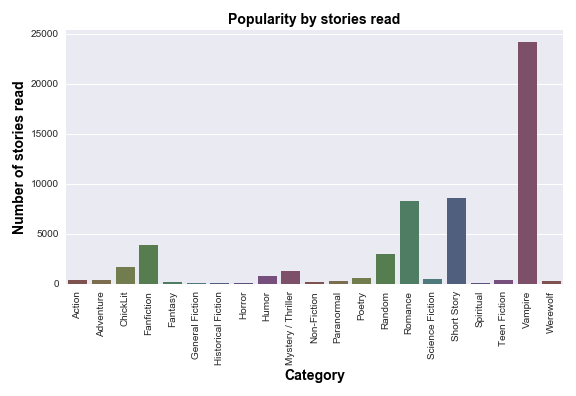 Popularity by stories read
Number of stories read
25000
20000
15000
10000
5000
0
Action
Adventure
ChickLit
Fanfiction
Fantasy
General Fiction
Historical Fiction
Horror
Humor
Mystery / Thriller
Non-Fiction
Paranormal
Poetry
Random
Romance
Science Fiction
Short Story
Spiritual
Teen Fiction
Vampire
Werewolf
Category